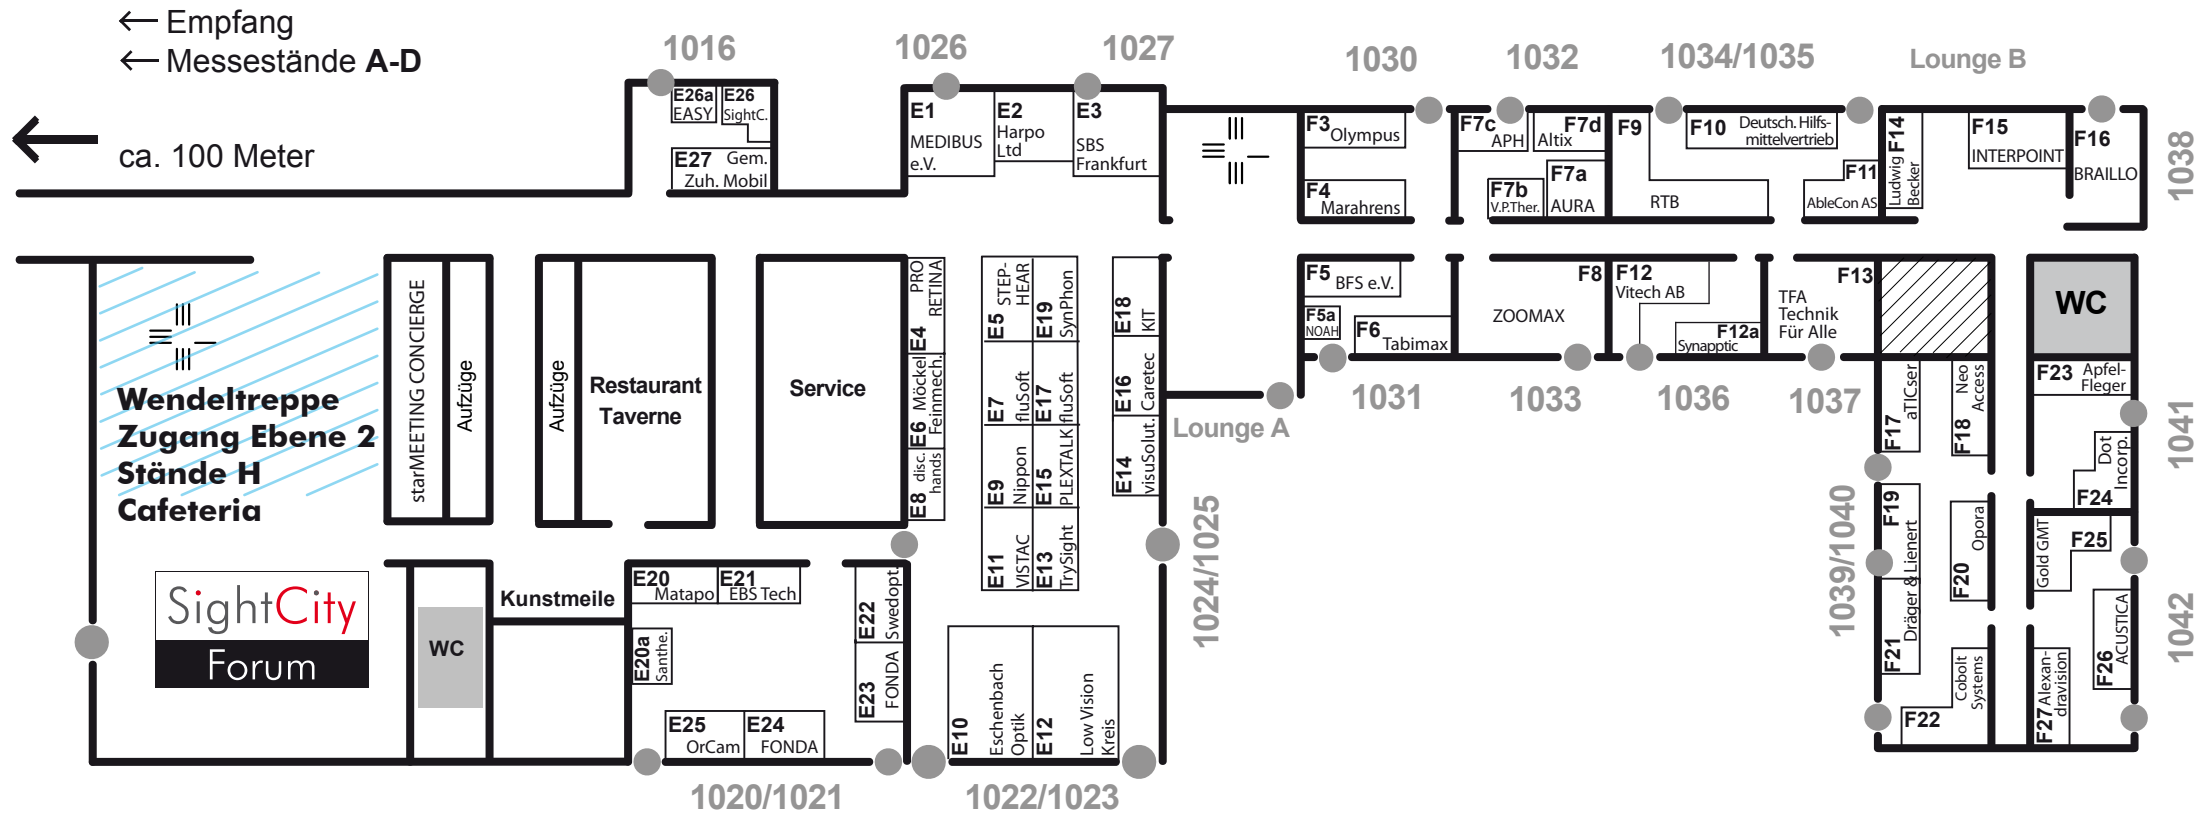 ← Empfang
← Messestände A-D
ca. 100 Meter
1016
1026
1027
1030
1032
1034/1035
Lounge B
1038
E26a
EASY
E26
SightC.
E27 Gem.
Zuh. Mobil
E1
MEDIBUS
e.V.
E2
Harpo
Ltd
E3
SBS
Frankfurt
F3 Olympus
F4
Marahrens
F7c
APH
F7d
Altix
F7b
V.P.Ther.
F7a
AURA
F9
RTB
F10 Deutsch. Hilfs-
mittelvertrieb
F11
AbleCon AS
F14
Ludwig
Becker
F15
INTERPOINT
F16
BRAILLO
Wendeltreppe
Zugang Ebene 2
Stände H
Cafeteria
starMEETING CONCIERGE
Aufzüge
Aufzüge
Restaurant
Taverne
Service
E4 PRO
RETINA
E6 Möckel
Feinmech.
E8 disc.
hands
E5 STEP-
HEAR
E19
SynPhon
E7
fluSoft
E17
fluSoft
E9
Nippon
E15
PLEXTALK
E11
VISTAC
E13
TrySight
E18
KIT
E16
Caretec
E14
visuSolut.
Lounge A
1024/1025
F5
BFS e.V.
F5a
NOAH
F6
Tabimax
1031
F8
ZOOMAX
1033
F12
Vitech AB
F12a
Synapptic
1036
F13
TFA
Technik
Für Alle
1037
WC
F17
aTICser
F18
Neo
Access
F23 Apfel-
Fleger
1041
Dot
Incorp.
F24
F19
F21
Dräger & Lienert
1039/1040
F20
Opora
Gold GMT
F25
1042
F26
ACUSTICA
F22
Cobolt
Systems
F27 Alexan-
dravision
SightCity
Forum
WC
Kunstmeile
E20
Matapo
E21
EBS Tech
E20a
Santhe.
E22
Swedopt.
E23
FONDA
E25
OrCam
E24
FONDA
1020/1021
E10
Eschenbach
Optik
E12
Low Vision
Kreis
1022/1023